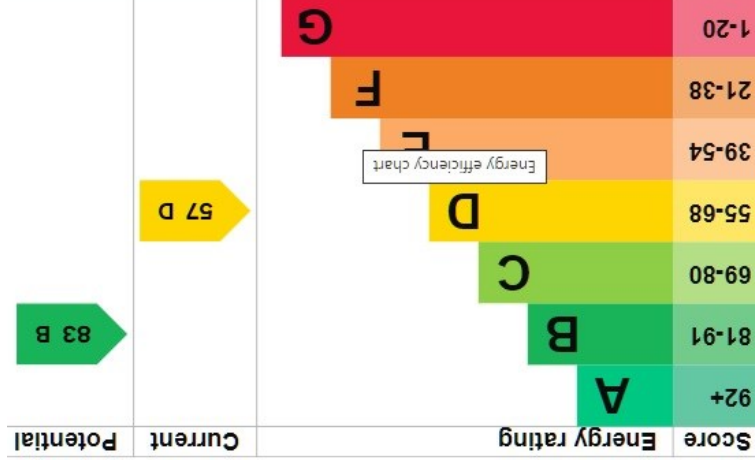 Score Energy rating Current Potential
92+ A
81-91 B 83 B
69-80 C
55-68 D 57 D
Energy efficiency chart
39-54 E
21-38 F
1-20 G